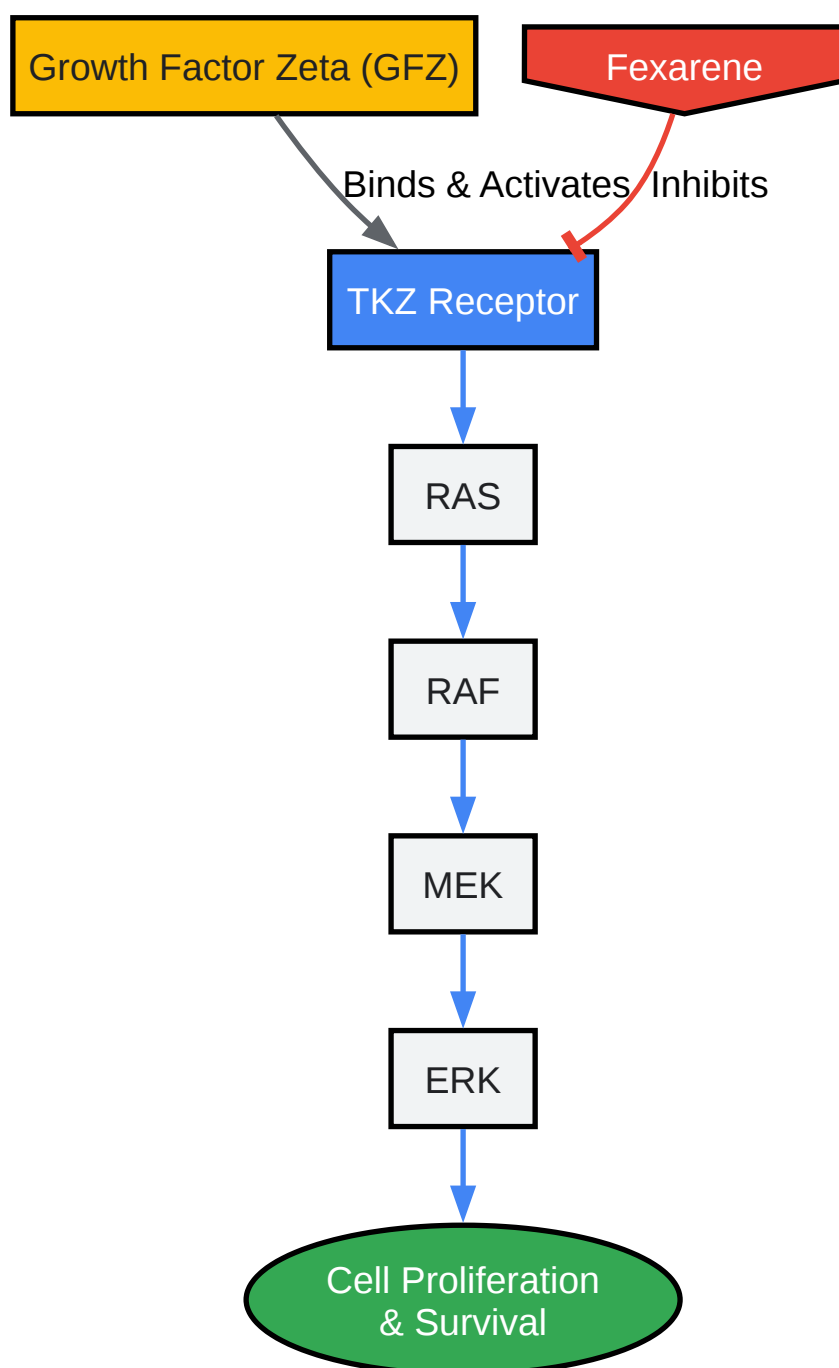 Growth Factor Zeta (GFZ)
Fexarene
Binds & Activates
Inhibits
TKZ Receptor
RAS
RAF
MEK
ERK
Cell Proliferation
& Survival